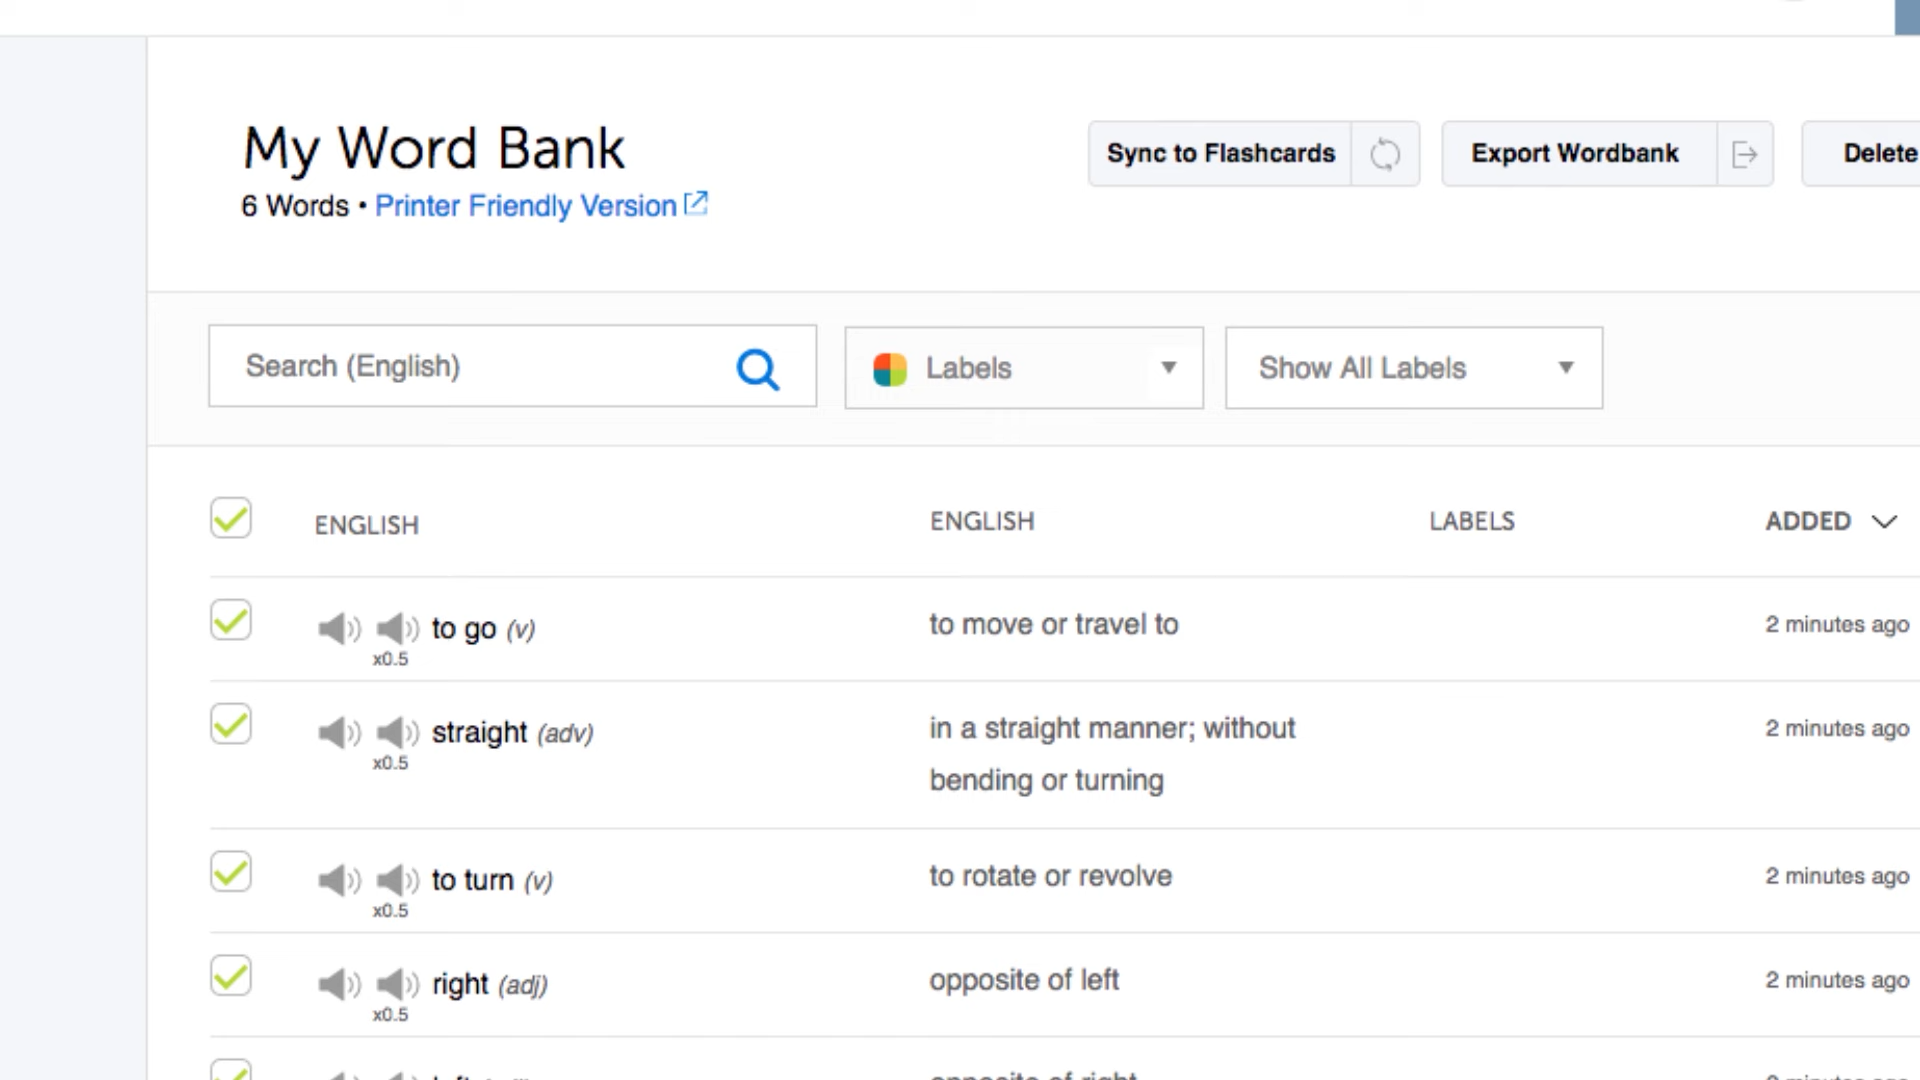 My Word Bank
6 Words • Printer Friendly Version
Sync to Flashcards
Export Wordbank
Delete
Search (English)
Labels
Show All Labels
ENGLISH ENGLISH LABELS ADDED
to go (v) to move or travel to 2 minutes ago
x0.5
straight (adv) in a straight manner; without 2 minutes ago
x0.5
bending or turning
to turn (v) to rotate or revolve 2 minutes ago
x0.5
right (adj) opposite of left 2 minutes ago
x0.5
opposite of right